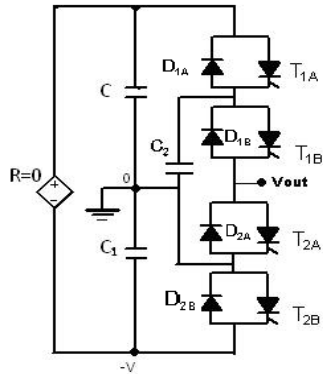 D1A
T1A
C
D1B
T1B
C2
R=0
+
-
0
Vout
C1
D2A
T2A
D2B
T2B
-V